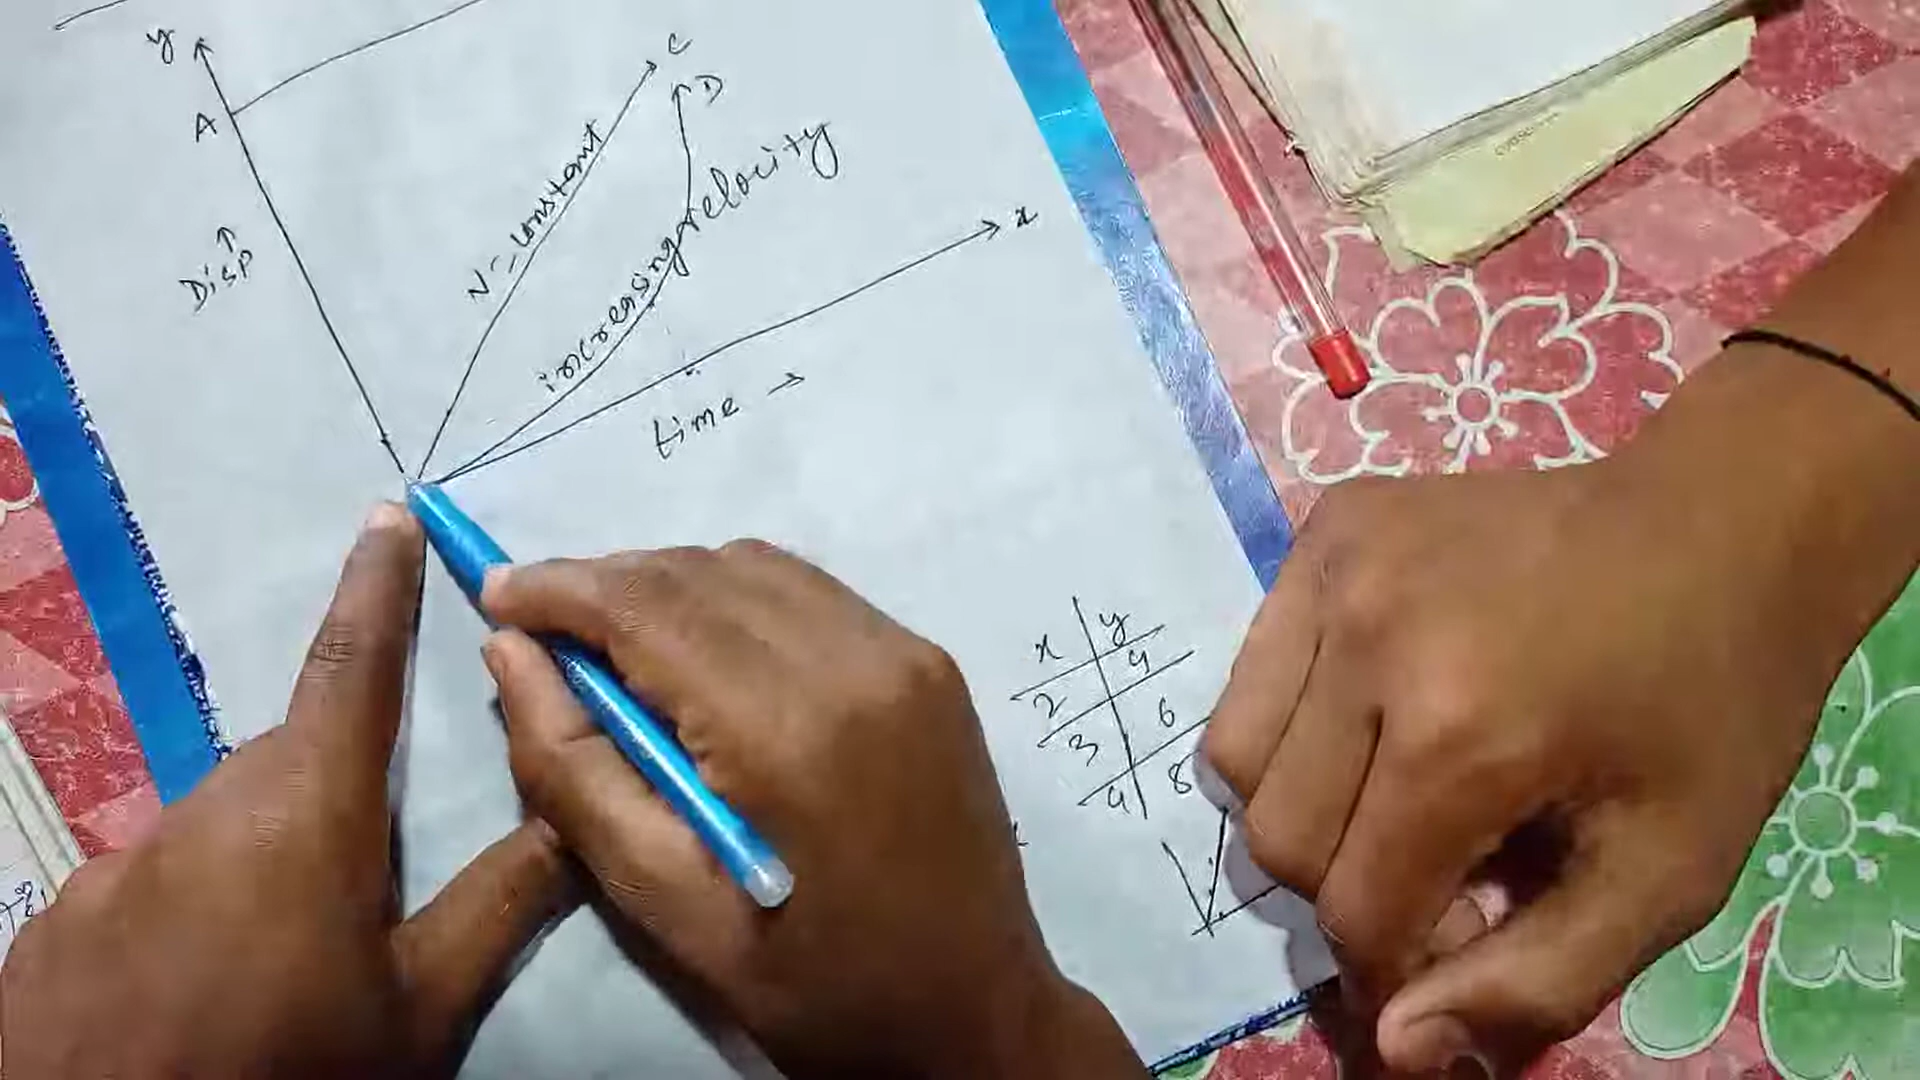 y
A
Disp ↑
C
D
V = constant
increasing velocity
x
time →
x y
2 4
3 6
4 8